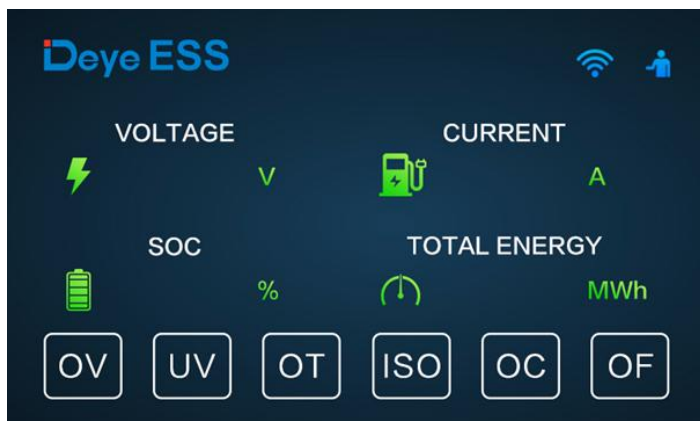 Deye ESS
VOLTAGE CURRENT
V A
SOC TOTAL ENERGY
% MWh
OV UV OT ISO OC OF